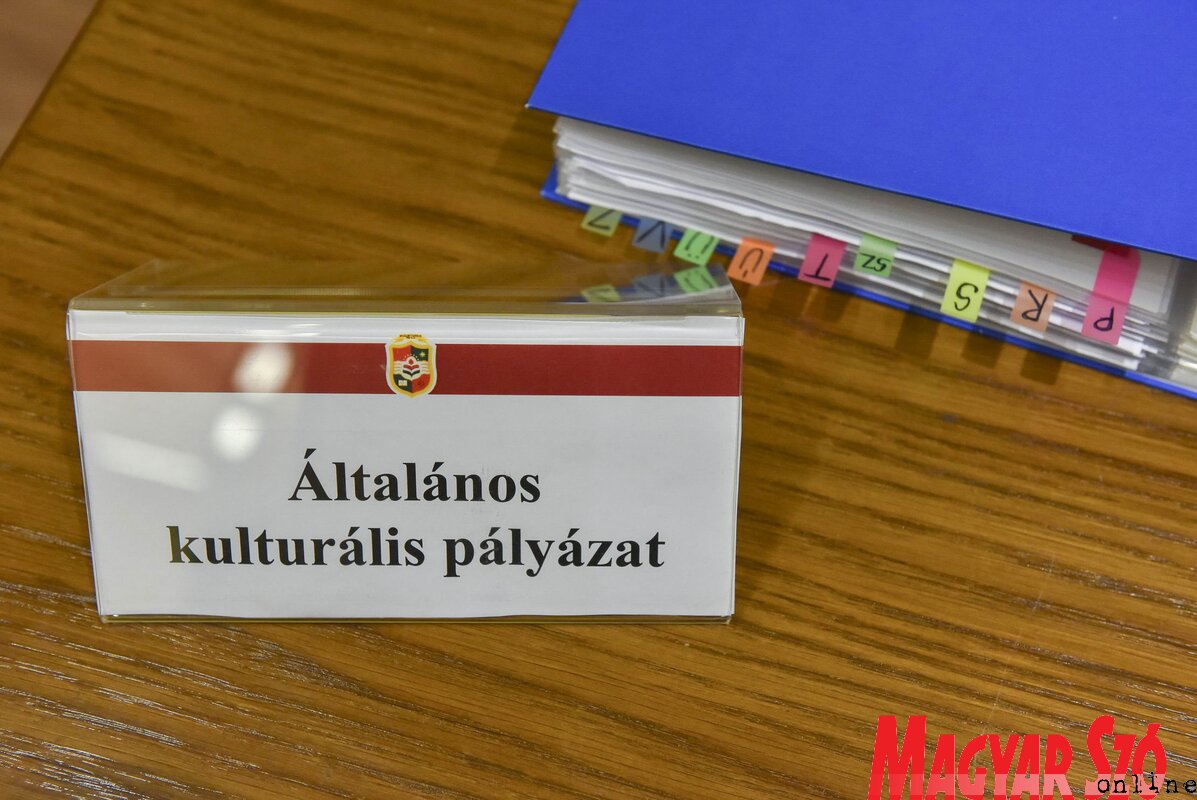 Általános
kulturális pályázat
Z
V
Ü
Ú
T
SZ
S
R
P
MAGYAR SZÓ
online